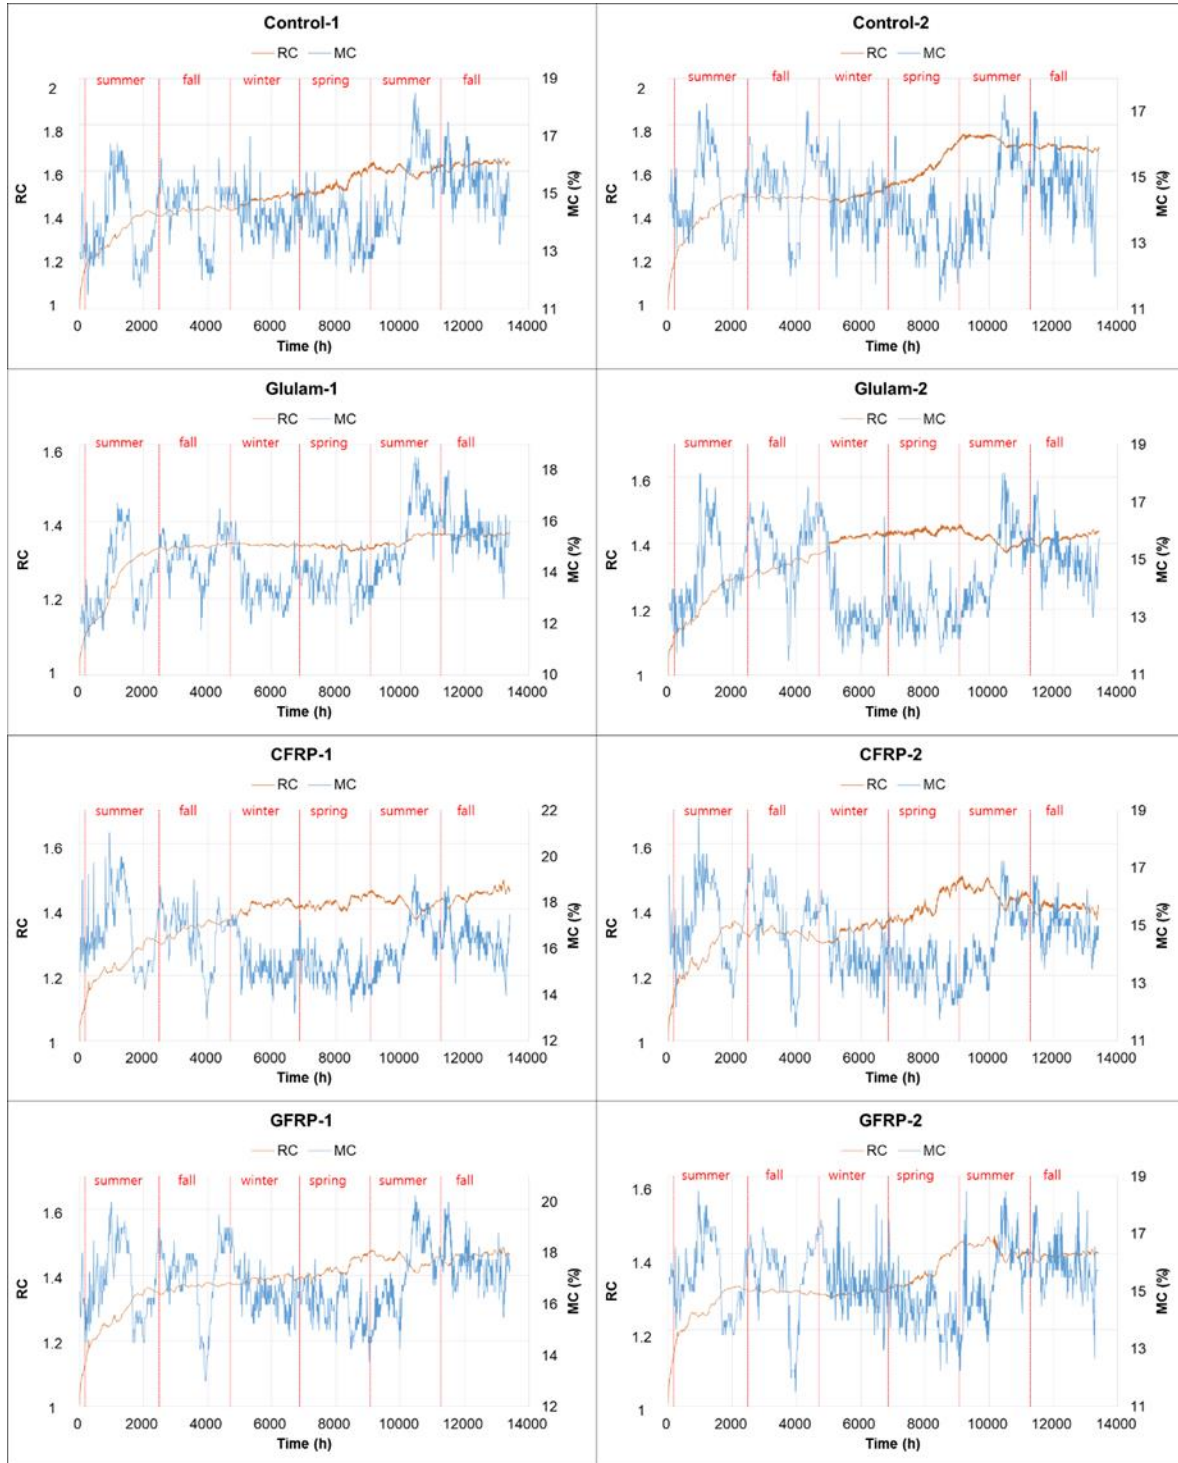 Control-1
RC MC
summer fall winter spring summer fall
2 19
1.8 17
1.6 15
1.4 13
1.2
1 11
RC
MC (%)
0 2000 4000 6000 8000 10000 12000 14000
Time (h)
Control-2
RC MC
summer fall winter spring summer fall
2 17
1.8 15
1.6 13
1.4
1.2
1 11
RC
MC (%)
0 2000 4000 6000 8000 10000 12000 14000
Time (h)
Glulam-1
RC MC
summer fall winter spring summer fall
1.6 18
1.4 16
1.2 14
12
1 10
RC
MC (%)
0 2000 4000 6000 8000 10000 12000 14000
Time (h)
Glulam-2
RC MC
summer fall winter spring summer fall
19
1.6 17
1.4 15
1.2 13
1 11
RC
MC (%)
0 2000 4000 6000 8000 10000 12000 14000
Time (h)
CFRP-1
RC MC
summer fall winter spring summer fall
22
1.6 20
1.4 18
16
1.2 14
1 12
RC
MC (%)
0 2000 4000 6000 8000 10000 12000 14000
Time (h)
CFRP-2
RC MC
summer fall winter spring summer fall
19
1.6 17
1.4 15
1.2 13
1 11
RC
MC (%)
0 2000 4000 6000 8000 10000 12000 14000
Time (h)
GFRP-1
RC MC
summer fall winter spring summer fall
1.6 20
1.4 18
16
1.2 14
1 12
RC
MC (%)
0 2000 4000 6000 8000 10000 12000 14000
Time (h)
GFRP-2
RC MC
summer fall winter spring summer fall
1.6 19
17
1.4 15
1.2 13
1 11
RC
MC (%)
0 2000 4000 6000 8000 10000 12000 14000
Time (h)